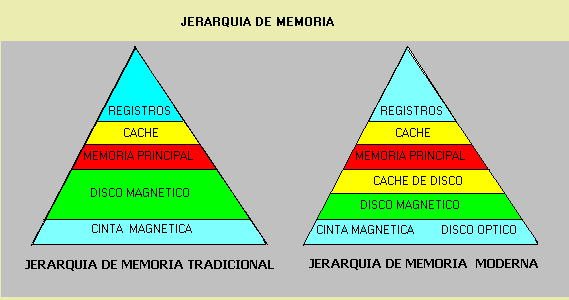 JERARQUIA DE MEMORIA
REGISTROS
CACHE
MEMORIA PRINCIPAL
DISCO MAGNETICO
CINTA MAGNETICA
JERARQUIA DE MEMORIA TRADICIONAL
REGISTROS
CACHE
MEMORIA PRINCIPAL
CACHE DE DISCO
DISCO MAGNETICO
CINTA MAGNETICA DISCO OPTICO
JERARQUIA DE MEMORIA MODERNA